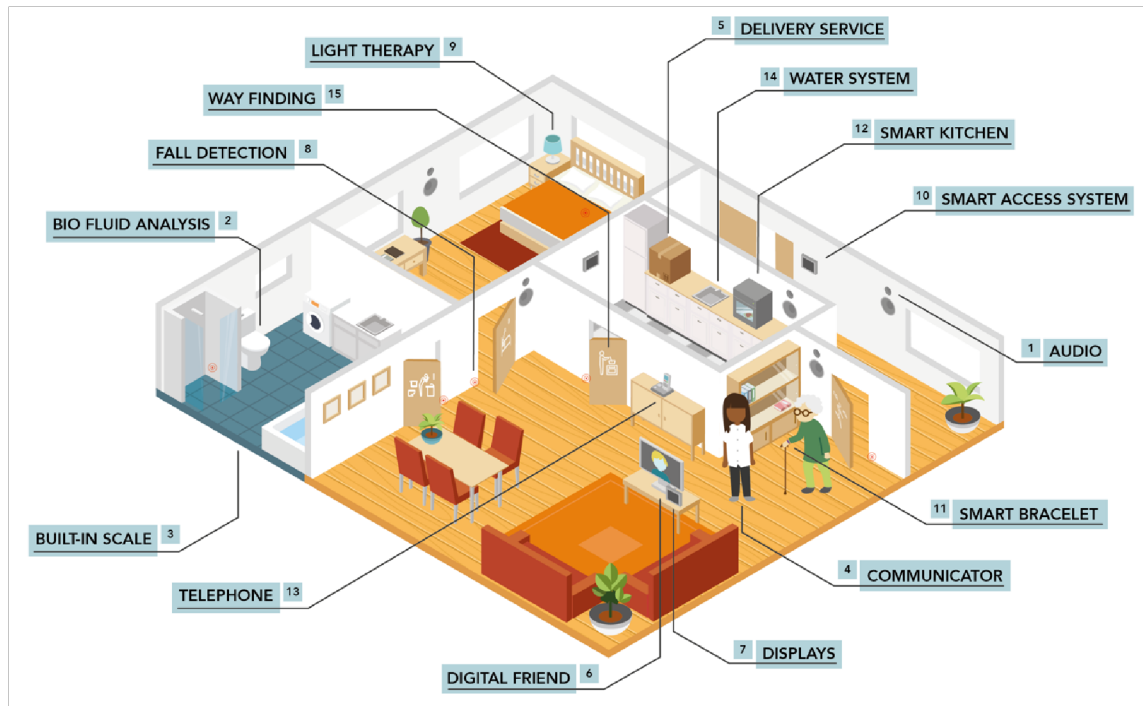 5 DELIVERY SERVICE
LIGHT THERAPY 9
14 WATER SYSTEM
WAY FINDING 15
12 SMART KITCHEN
FALL DETECTION 8
10 SMART ACCESS SYSTEM
BIO FLUID ANALYSIS 2
1 AUDIO
11 SMART BRACELET
BUILT-IN SCALE 3
4 COMMUNICATOR
TELEPHONE 13
7 DISPLAYS
DIGITAL FRIEND 6